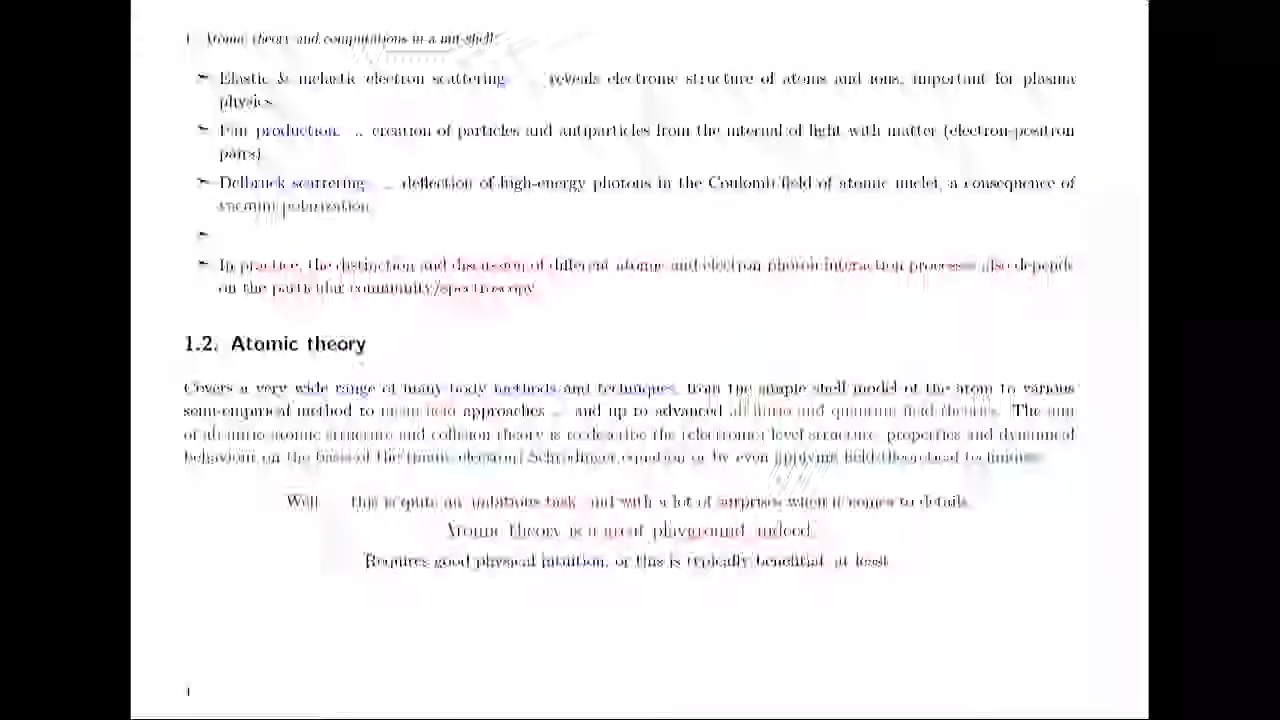 1. Atomic theory and computations in a nut-shell
➢ Elastic & inelastic electron scattering: ... reveals electronic structure of atoms and ions, important for plasma
physics.
➢ Pair production: ... creation of particles and antiparticles from the internal of light with matter (electron-positron
pairs).
➢ Delbrück scattering: ... deflection of high-energy photons in the Coulomb field of atomic nuclei, a consequence of
vacuum polarization.
➢
➢ In practice, the distinction and discussion of different atomic and electron-photon interaction processes also depends
on the particular community/spectroscopy.
1.2. Atomic theory
Covers a very wide range of many-body methods and techniques, from the simple shell model of the atom to various
semi-empirical method to mean-field approaches ... and up to advanced ab-initio and quantum-field theories. The aim
of ab-initio atomic structure and collision theory is to describe the (electronic) level structure, properties and dynamical
behaviour on the basis of the (many-electron) Schrödinger equation or by even applying field-theoretical techniques.
Well, ... this is quite an ambitious task and with a lot of surprises when it comes to details.
Atomic theory is a great playground, indeed.
Requires good physical intuition, or this is typically benefitial, at least.
4